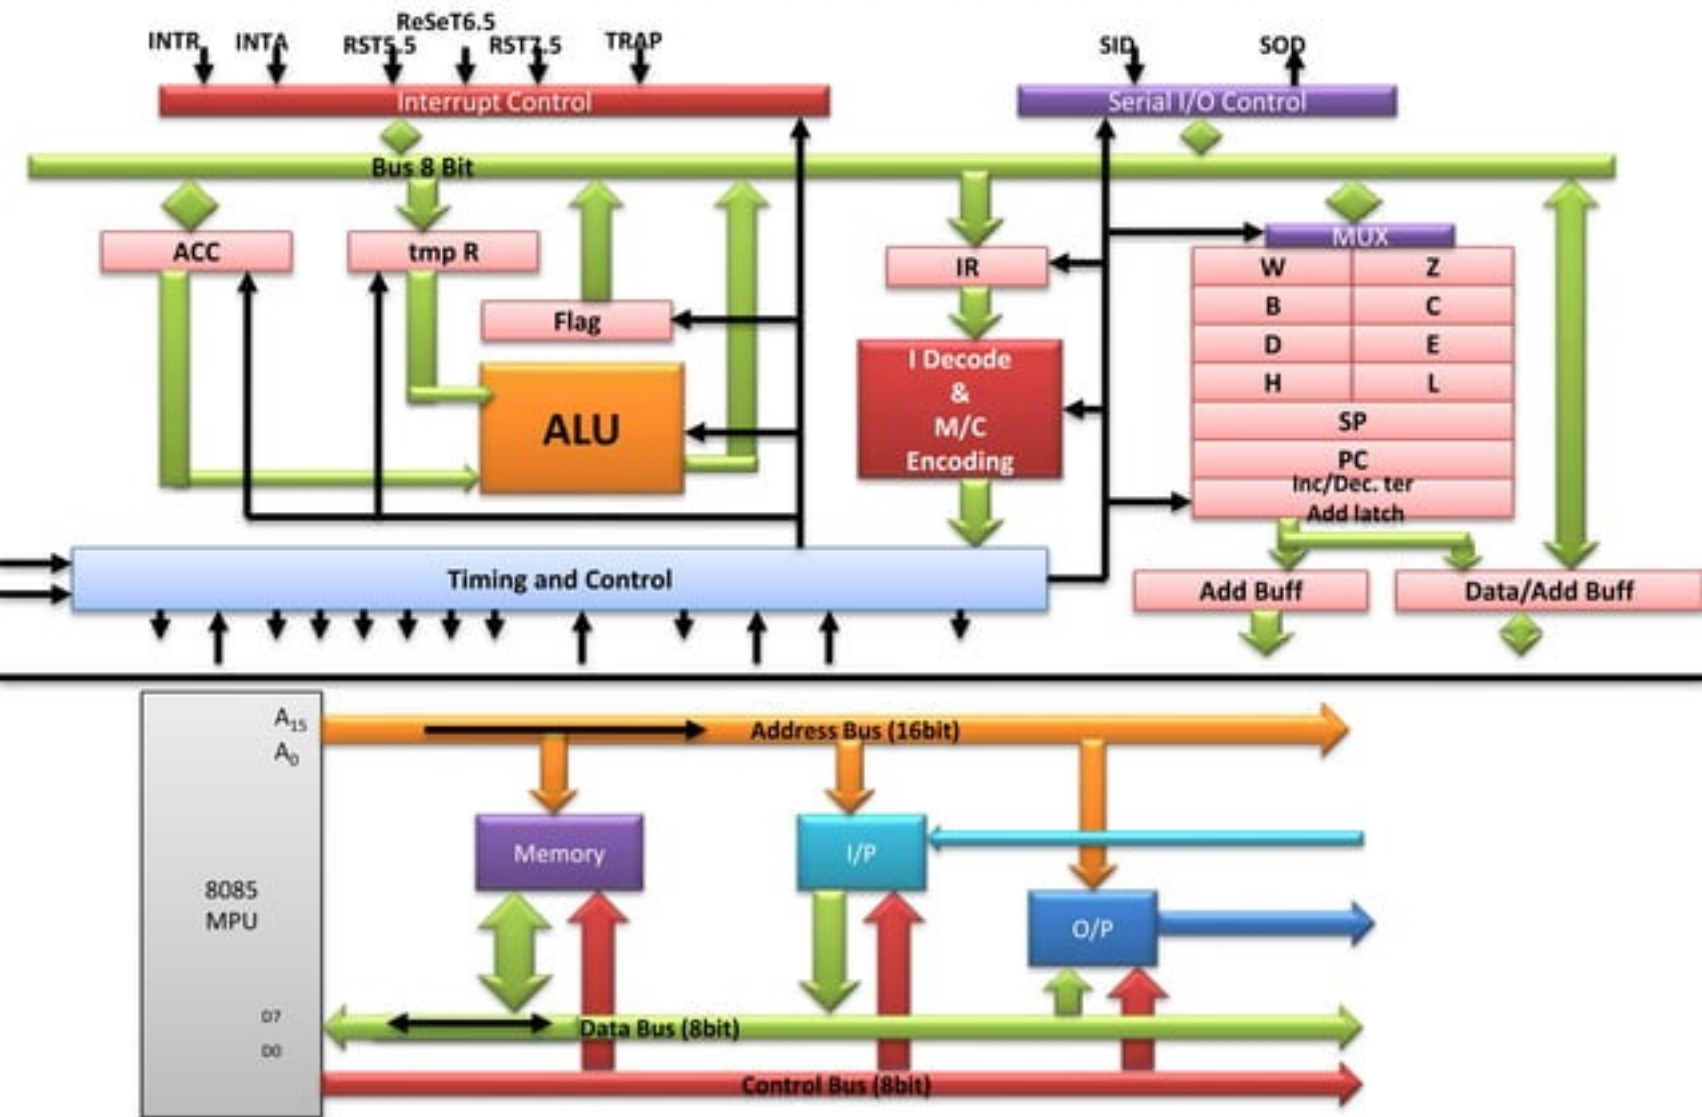 ReSeT6.5
INTR INTA RST5.5 RST7.5 TRAP SID SOD
Interrupt Control Serial I/O Control
Bus 8 Bit
ACC tmp R MUX
IR W Z
Flag B C
I Decode D E
& H L
M/C SP
Encoding PC
ALU
Inc/Dec. ter
Add latch
Timing and Control Add Buff Data/Add Buff
A15 Address Bus (16bit)
A0
Memory I/P
8085
MPU
O/P
D7
Data Bus (8bit)
D0
Control Bus (8bit)